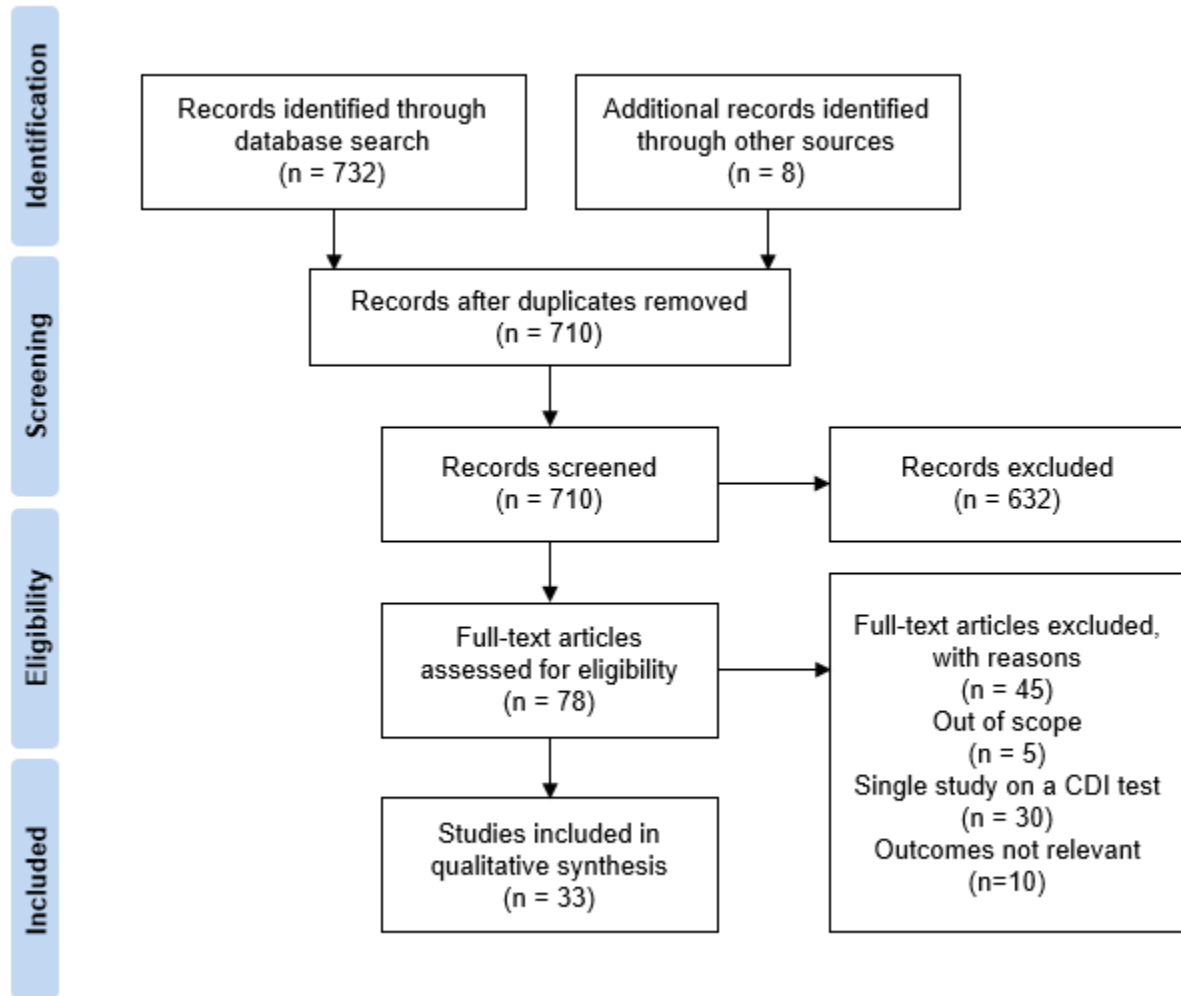 Identification
Records identified through
database search
(n = 732)
Additional records identified
through other sources
(n = 8)
Screening
Records after duplicates removed
(n = 710)
Records screened
(n = 710)
Records excluded
(n = 632)
Eligibility
Full-text articles
assessed for eligibility
(n = 78)
Full-text articles excluded,
with reasons
(n = 45)
Out of scope
(n = 5)
Single study on a CDI test
(n = 30)
Outcomes not relevant
(n=10)
Included
Studies included in
qualitative synthesis
(n = 33)